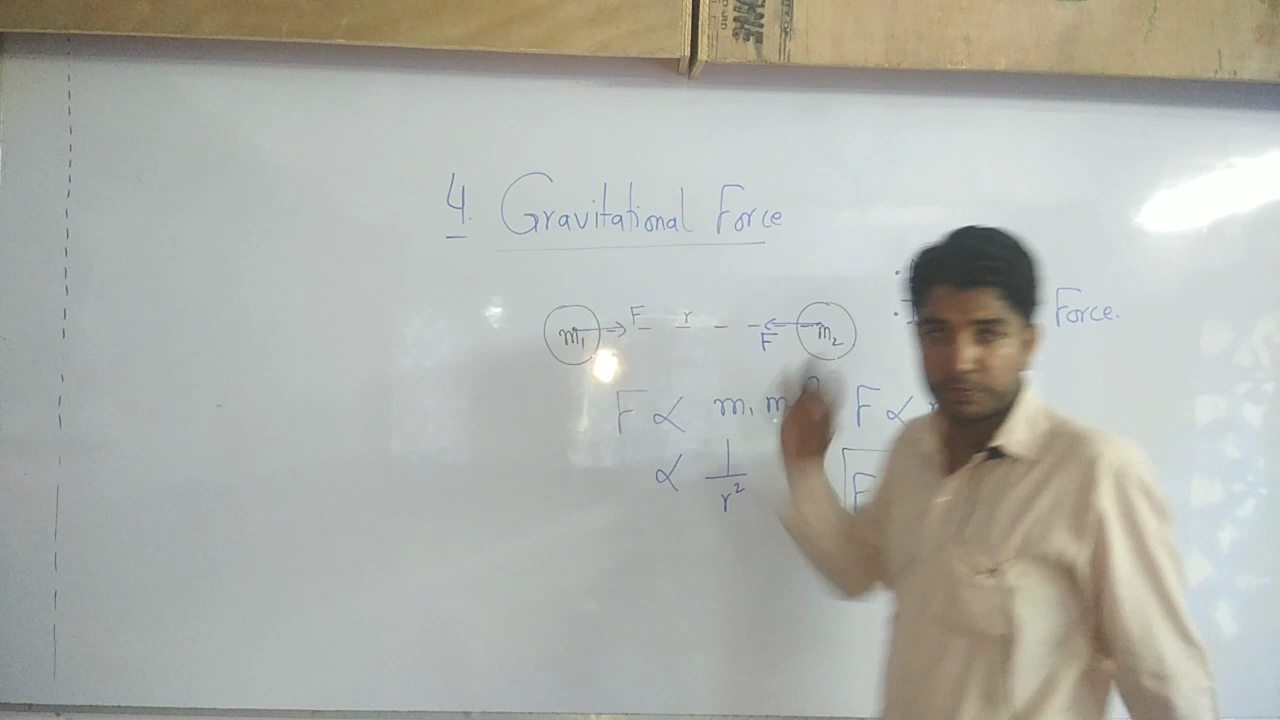 4. Gravitational Force
Force.
m₁ F r F m₂
F ∝ m₁ m F ∝
∝ 1/r² F